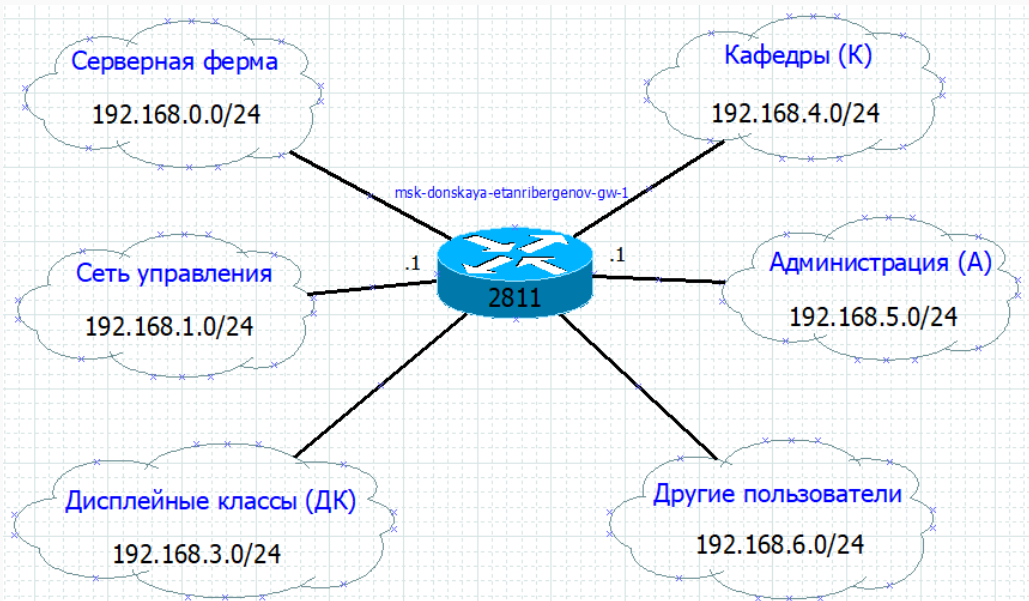 Серверная ферма
192.168.0.0/24
Кафедры (К)
192.168.4.0/24
msk-donskaya-etanribergenov-gw-1
Сеть управления
192.168.1.0/24
.1
.1
2811
Администрация (А)
192.168.5.0/24
Дисплейные классы (ДК)
192.168.3.0/24
Другие пользователи
192.168.6.0/24